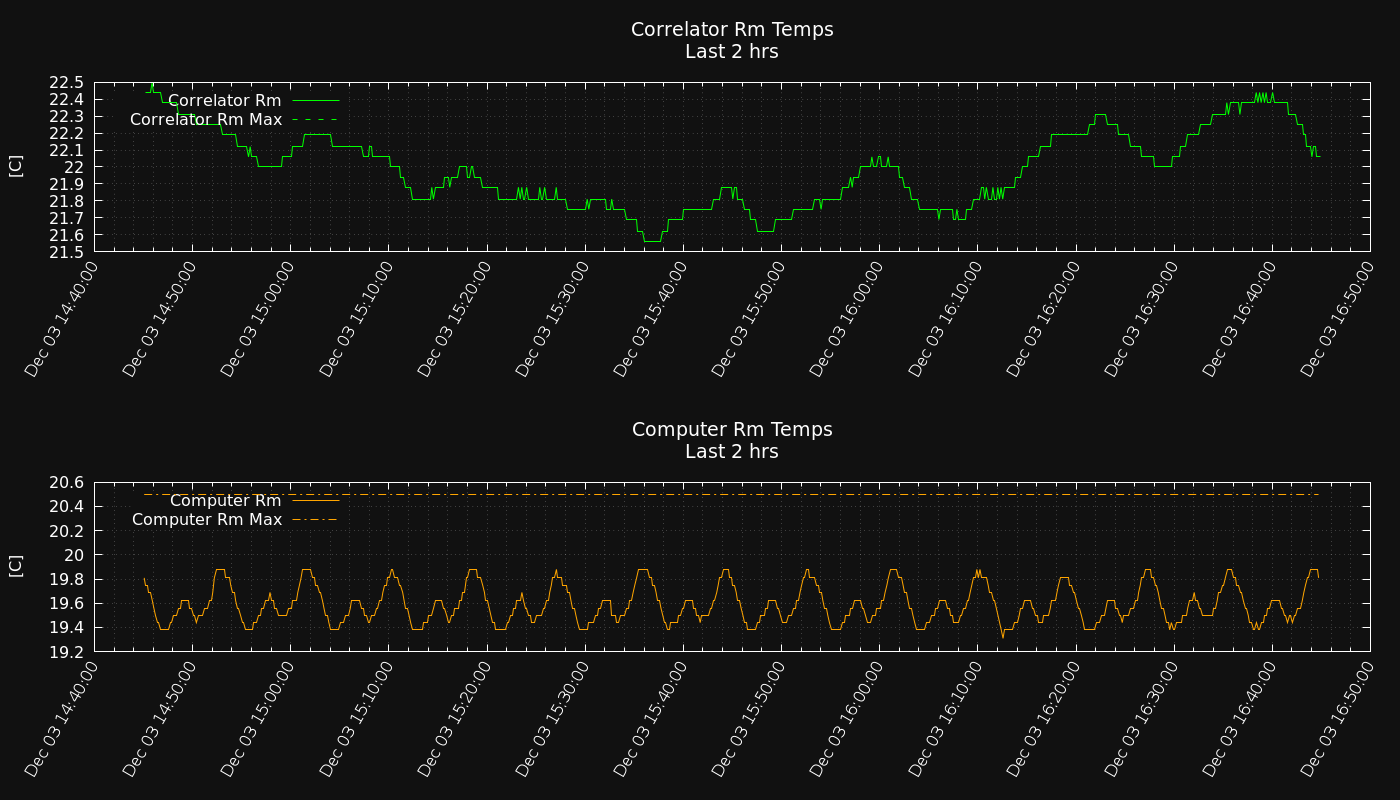 Correlator Rm Temps
Last 2 hrs
22.5
22.4
22.3
22.2
22.1
22
21.9
21.8
21.7
21.6
21.5
[C]
Correlator Rm
Correlator Rm Max
Dec 03 14:40:00
Dec 03 14:50:00
Dec 03 15:00:00
Dec 03 15:10:00
Dec 03 15:20:00
Dec 03 15:30:00
Dec 03 15:40:00
Dec 03 15:50:00
Dec 03 16:00:00
Dec 03 16:10:00
Dec 03 16:20:00
Dec 03 16:30:00
Dec 03 16:40:00
Dec 03 16:50:00
Computer Rm Temps
Last 2 hrs
20.6
20.4
20.2
20
19.8
19.6
19.4
19.2
[C]
Computer Rm
Computer Rm Max
Dec 03 14:40:00
Dec 03 14:50:00
Dec 03 15:00:00
Dec 03 15:10:00
Dec 03 15:20:00
Dec 03 15:30:00
Dec 03 15:40:00
Dec 03 15:50:00
Dec 03 16:00:00
Dec 03 16:10:00
Dec 03 16:20:00
Dec 03 16:30:00
Dec 03 16:40:00
Dec 03 16:50:00